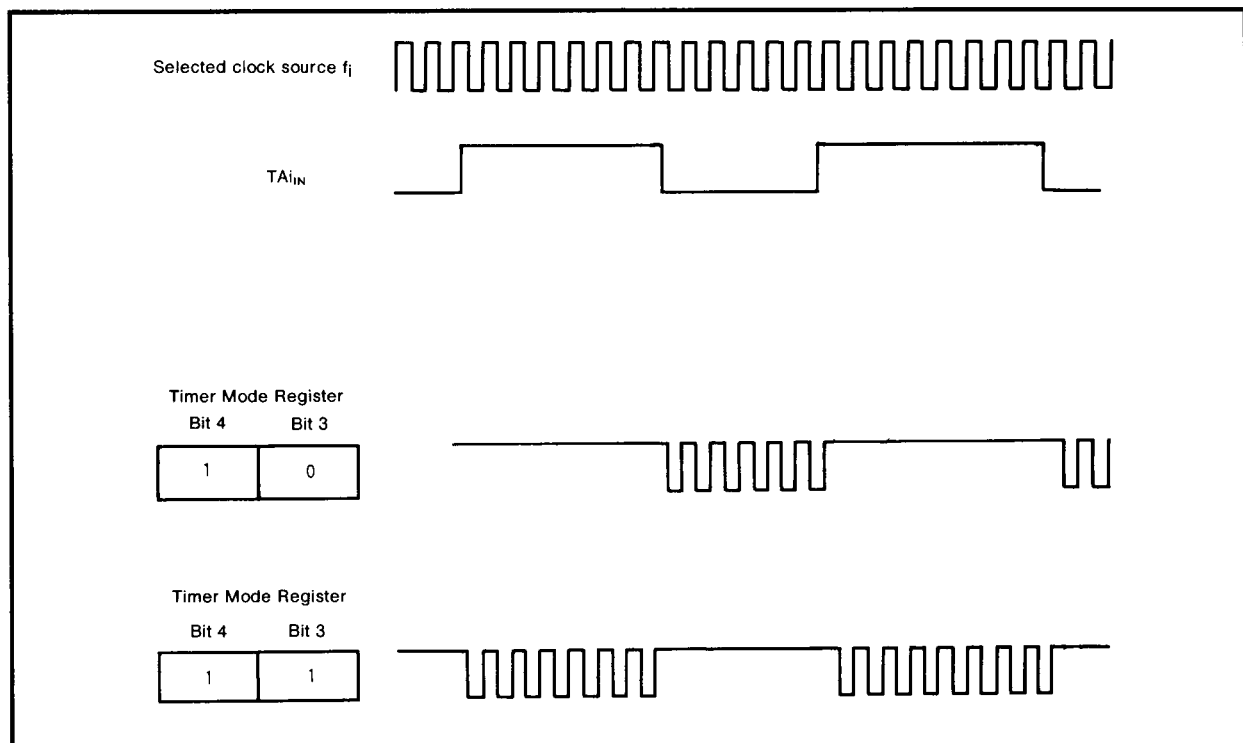 Selected clock source fi
TAiIN
Timer Mode Register
Bit 4 Bit 3
1 0
Timer Mode Register
Bit 4 Bit 3
1 1